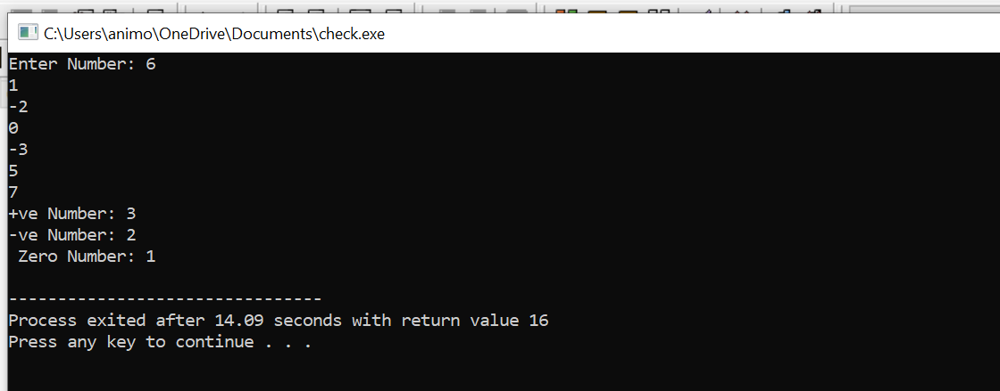 C:\Users\animo\OneDrive\Documents\check.exe
Enter Number: 6
1
-2
0
-3
5
7
+ve Number: 3
-ve Number: 2
 Zero Number: 1
--------------------------------
Process exited after 14.09 seconds with return value 16
Press any key to continue . . .